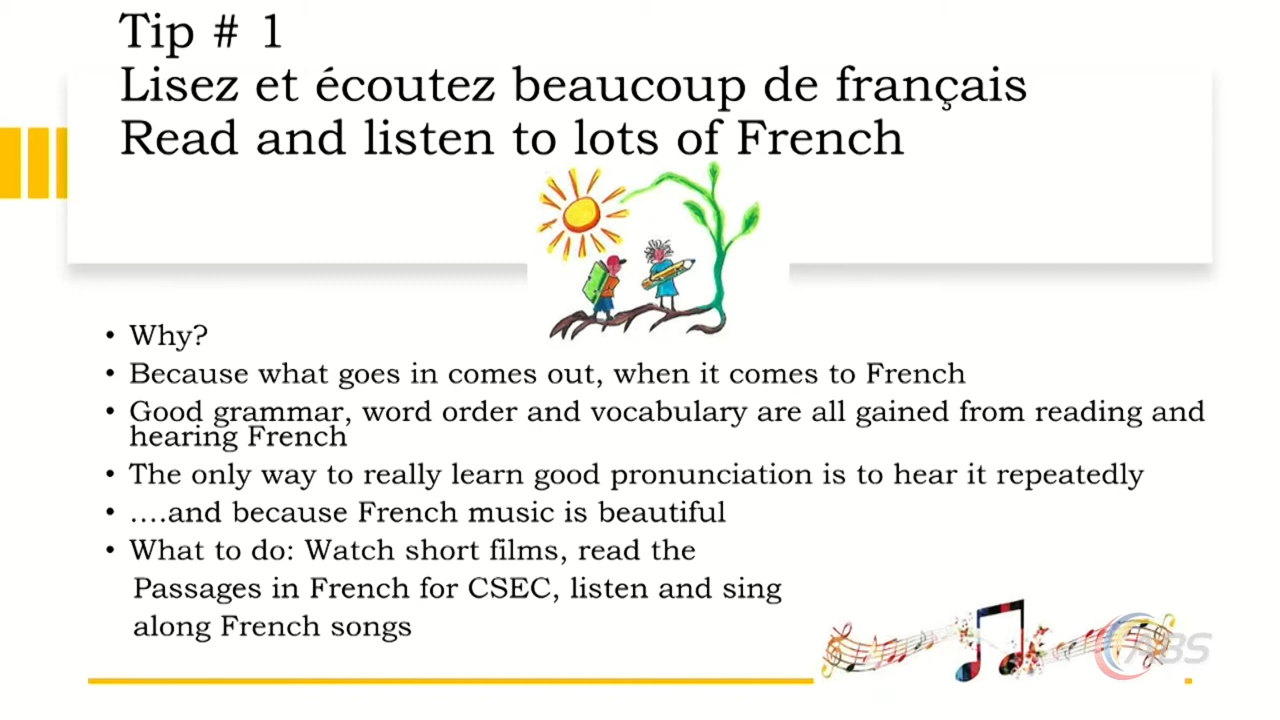 Tip # 1
Lisez et écoutez beaucoup de français
Read and listen to lots of French
• Why?
• Because what goes in comes out, when it comes to French
• Good grammar, word order and vocabulary are all gained from reading and
hearing French
• The only way to really learn good pronunciation is to hear it repeatedly
• ....and because French music is beautiful
• What to do: Watch short films, read the
Passages in French for CSEC, listen and sing
along French songs
ABS